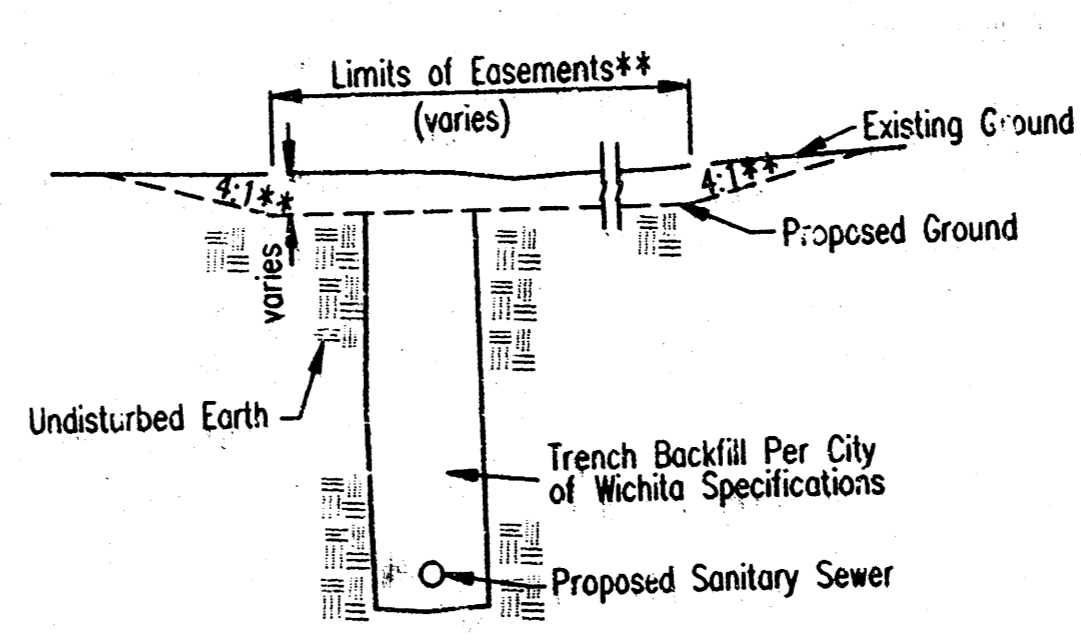 Limits of Easements**
(varies)
Existing Ground
4:1**
4:1**
Proposed Ground
varies
Undisturbed Earth
Trench Backfill Per City
of Wichita Specifications
Proposed Sanitary Sewer